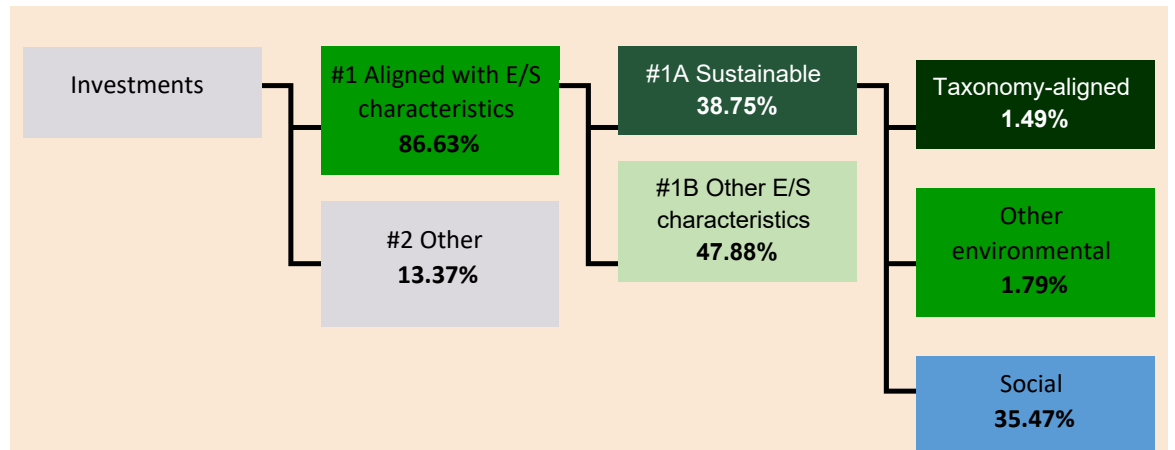 Investments
#1 Aligned with E/S
characteristics
86.63%
#2 Other
13.37%
#1A Sustainable
38.75%
#1B Other E/S
characteristics
47.88%
Taxonomy-aligned
1.49%
Other
environmental
1.79%
Social
35.47%